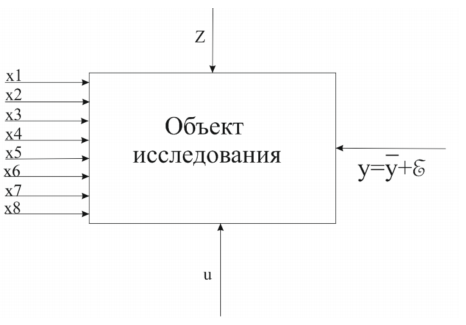 Z
x1
x2
x3
x4
x5
x6
x7
x8
Объект
исследования
y=y̅+ℰ
u